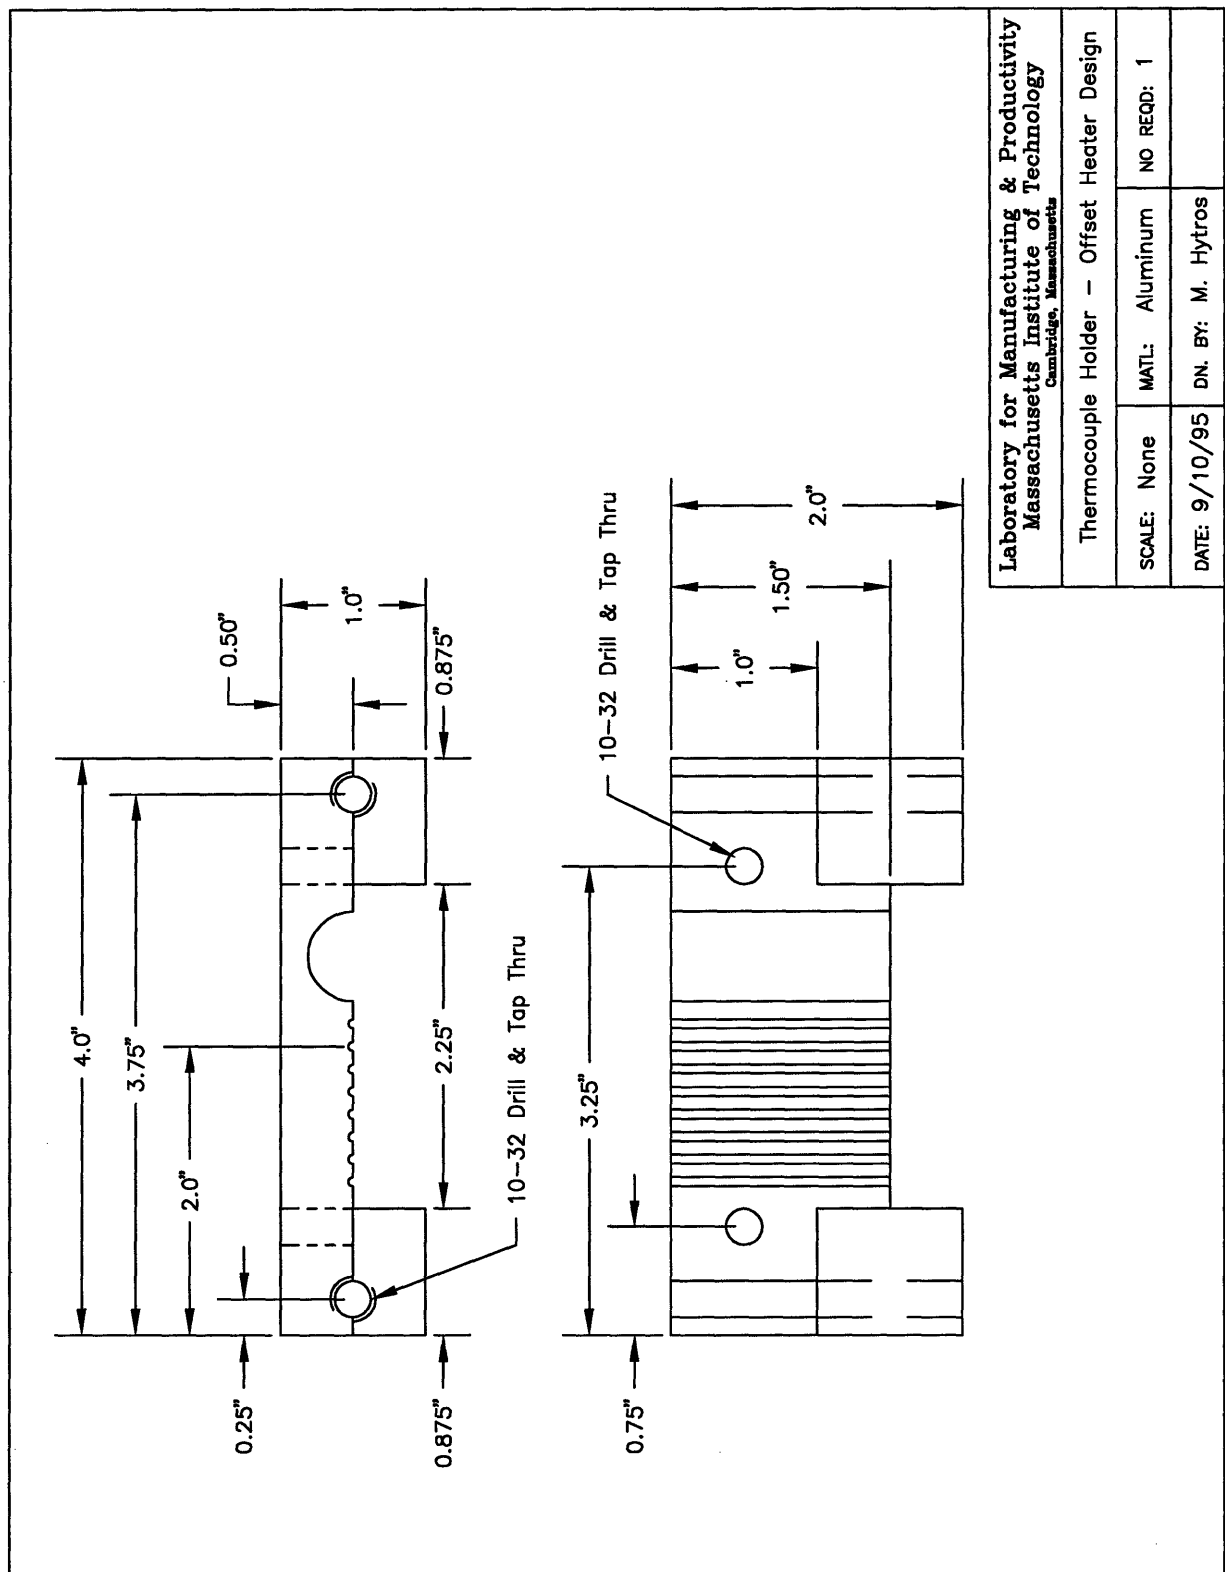 4.0"
3.75"
2.0"
0.25"
0.50"
1.0"
0.875"
2.25"
0.875"
10-32 Drill & Tap Thru
10-32 Drill & Tap Thru
3.25"
0.75"
1.0"
1.50"
2.0"
Laboratory for Manufacturing & Productivity
Massachusetts Institute of Technology
Cambridge, Massachusetts
Thermocouple Holder – Offset Heater Design
SCALE: None
MATL: Aluminum
NO REQD: 1
DATE: 9/10/95
DN. BY: M. Hytros